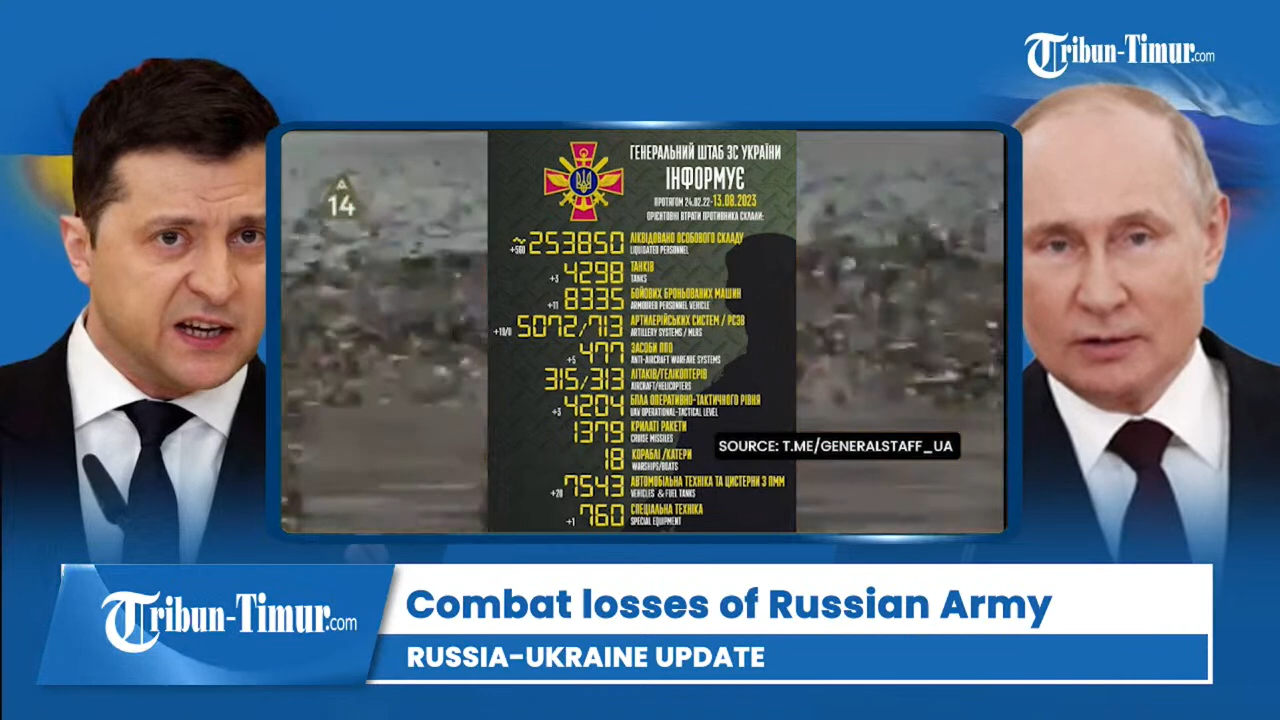 Tribun-Timur.com
14
ГЕНЕРАЛЬНИЙ ШТАБ ЗС УКРАЇНИ
ІНФОРМУЄ
ПРОТЯГОМ 24.02.22-13.08.2023
ОРІЄНТОВНІ ВТРАТИ ПРОТИВНИКА СКЛАЛИ:
+560 ~253850 ЛІКВІДОВАНО ОСОБОВОГО СКЛАДУ
LIQUIDATED PERSONNEL
+3 4298 ТАНКІВ
TANKS
+11 8335 БОЙОВИХ БРОНЬОВАНИХ МАШИН
ARMOURED PERSONNEL VEHICLE
+19/0 5072/713 АРТИЛЕРІЙСЬКИХ СИСТЕМ / РСЗВ
ARTILLERY SYSTEMS / MLRS
+5 477 ЗАСОБИ ППО
ANTI-AIRCRAFT WARFARE SYSTEMS
315/313 ЛІТАКІВ/ГЕЛІКОПТЕРІВ
AIRCRAFT/HELICOPTERS
+3 4204 БПЛА ОПЕРАТИВНО-ТАКТИЧНОГО РІВНЯ
UAV OPERATIONAL-TACTICAL LEVEL
1379 КРИЛАТІ РАКЕТИ
CRUISE MISSILES
SOURCE: T.ME/GENERALSTAFF_UA
18 КОРАБЛІ /КАТЕРИ
WARSHIPS/BOATS
+20 7543 АВТОМОБІЛЬНА ТЕХНІКА ТА ЦИСТЕРНИ З ПММ
VEHICLES & FUEL TANKS
+1 760 СПЕЦІАЛЬНА ТЕХНІКА
SPECIAL EQUIPMENT
Tribun-Timur.com
Combat losses of Russian Army
RUSSIA-UKRAINE UPDATE